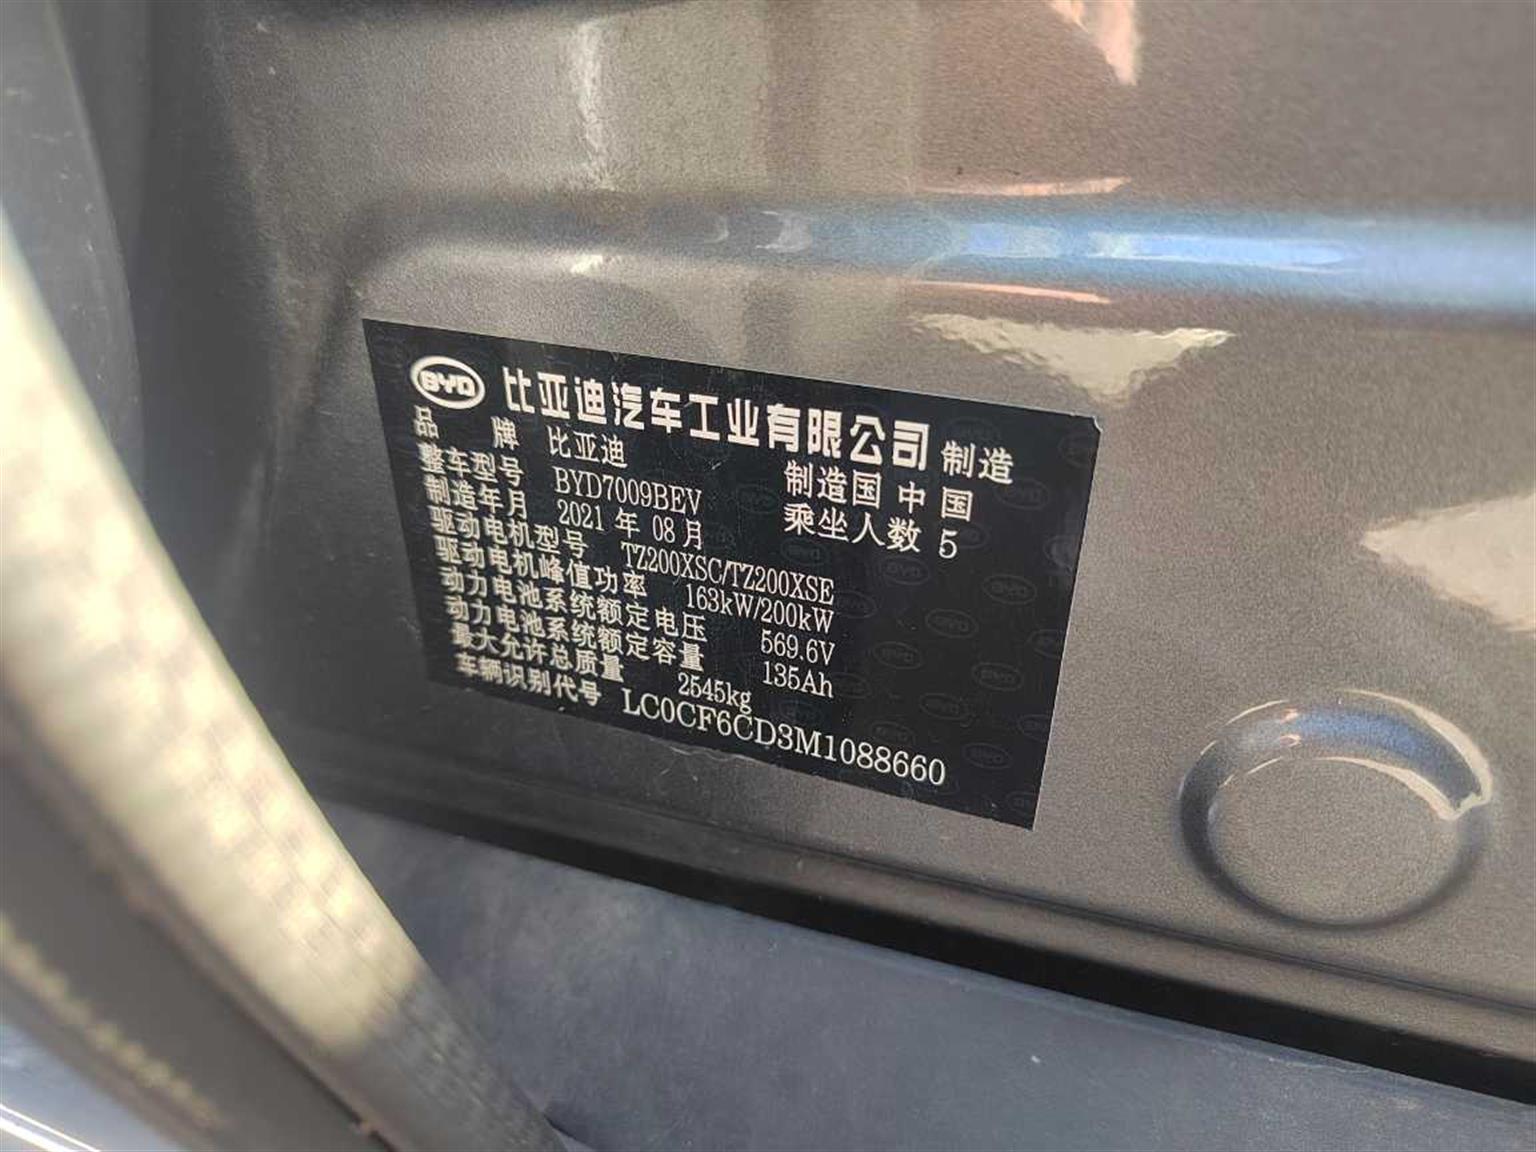 BYD 比亚迪汽车工业有限公司 制造
品 牌 比亚迪 制造国 中国
整车型号 BYD7009BEV 乘坐人数 5
制造年月 2021 年 08 月
驱动电机型号 TZ200XSC/TZ200XSE
驱动电机峰值功率 163kW/200kW
动力电池系统额定电压 569.6V
动力电池系统额定容量 135Ah
最大允许总质量 2545kg
车辆识别代号 LC0CF6CD3M1088660